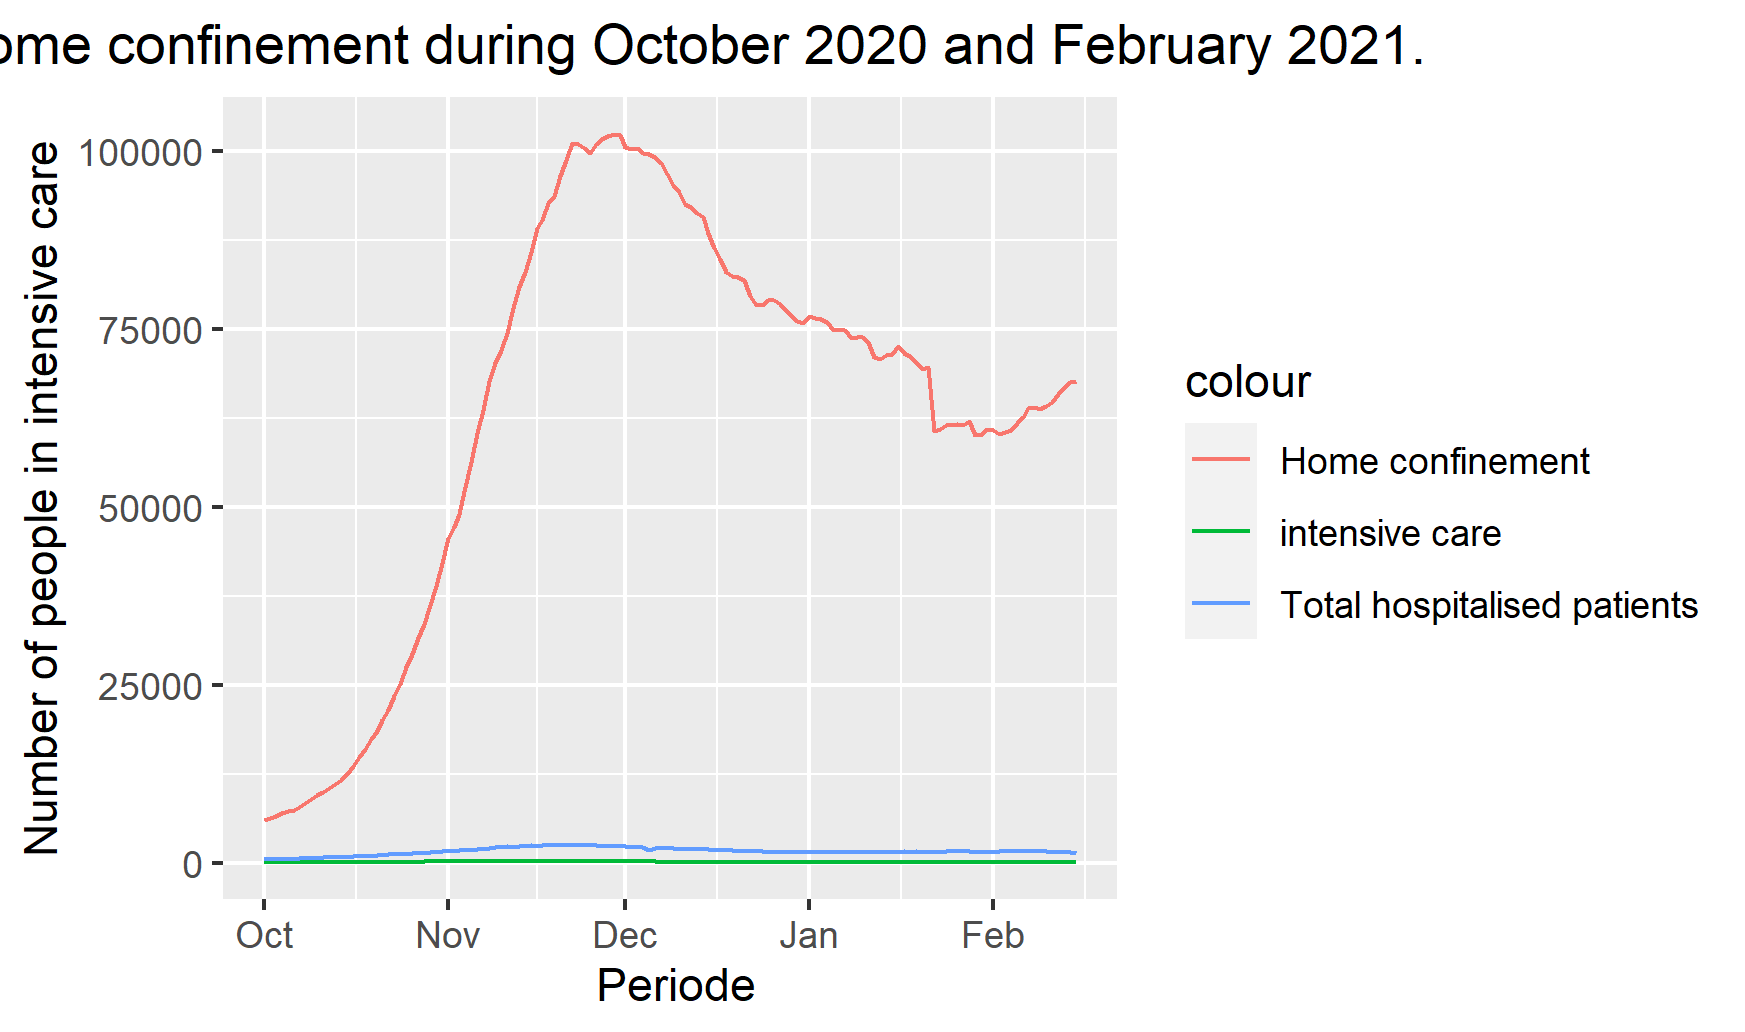 ome confinement during October 2020 and February 2021.
Number of people in intensive care
100000
75000
50000
25000
0
Oct Nov Dec Jan Feb
Periode
colour
Home confinement
intensive care
Total hospitalised patients